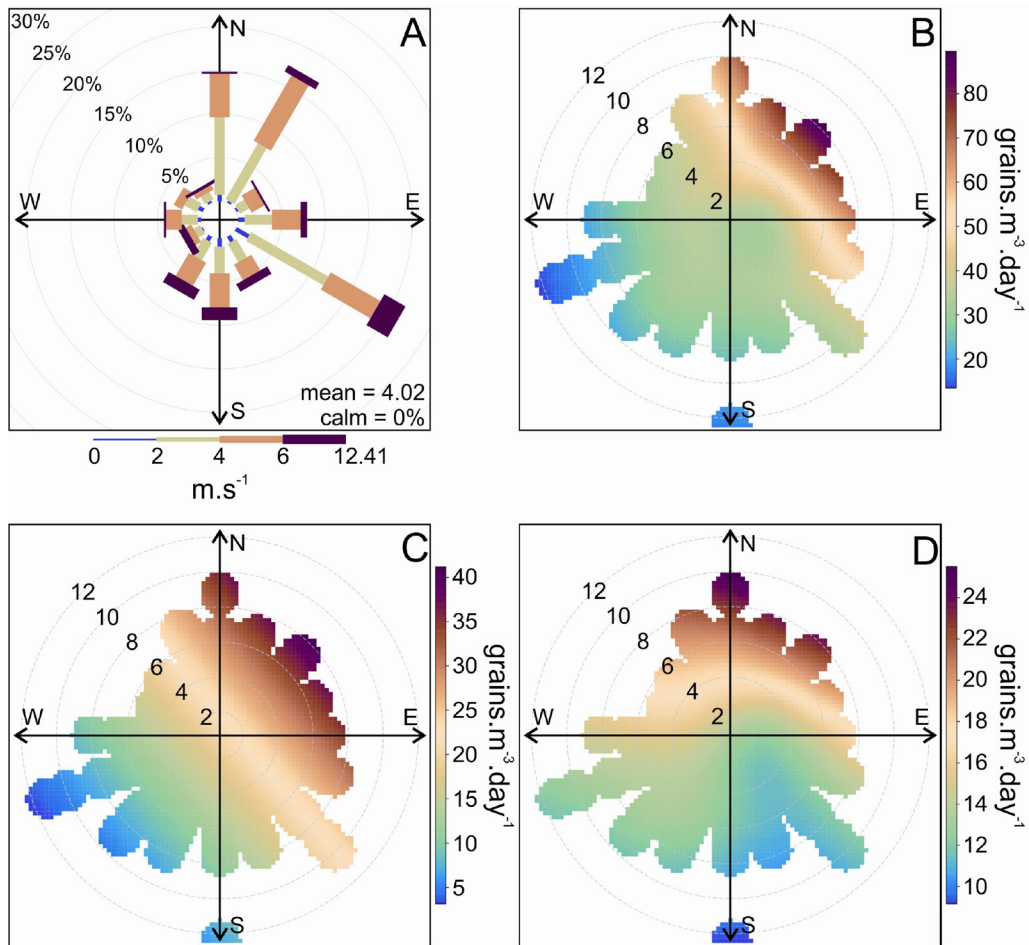 A
30%
25%
20%
15%
10%
5%
N
W
E
S
mean = 4.02
calm = 0%
0 2 4 6 12.41
m.s-1
B
12
10
8
6
4
2
N
W
E
S
80
70
60
50
40
30
20
grains.m-3.day-1
C
12
10
8
6
4
2
N
W
E
S
40
35
30
25
20
15
10
5
grains.m-3.day-1
D
12
10
8
6
4
2
N
W
E
S
24
22
20
18
16
14
12
10
grains.m-3.day-1